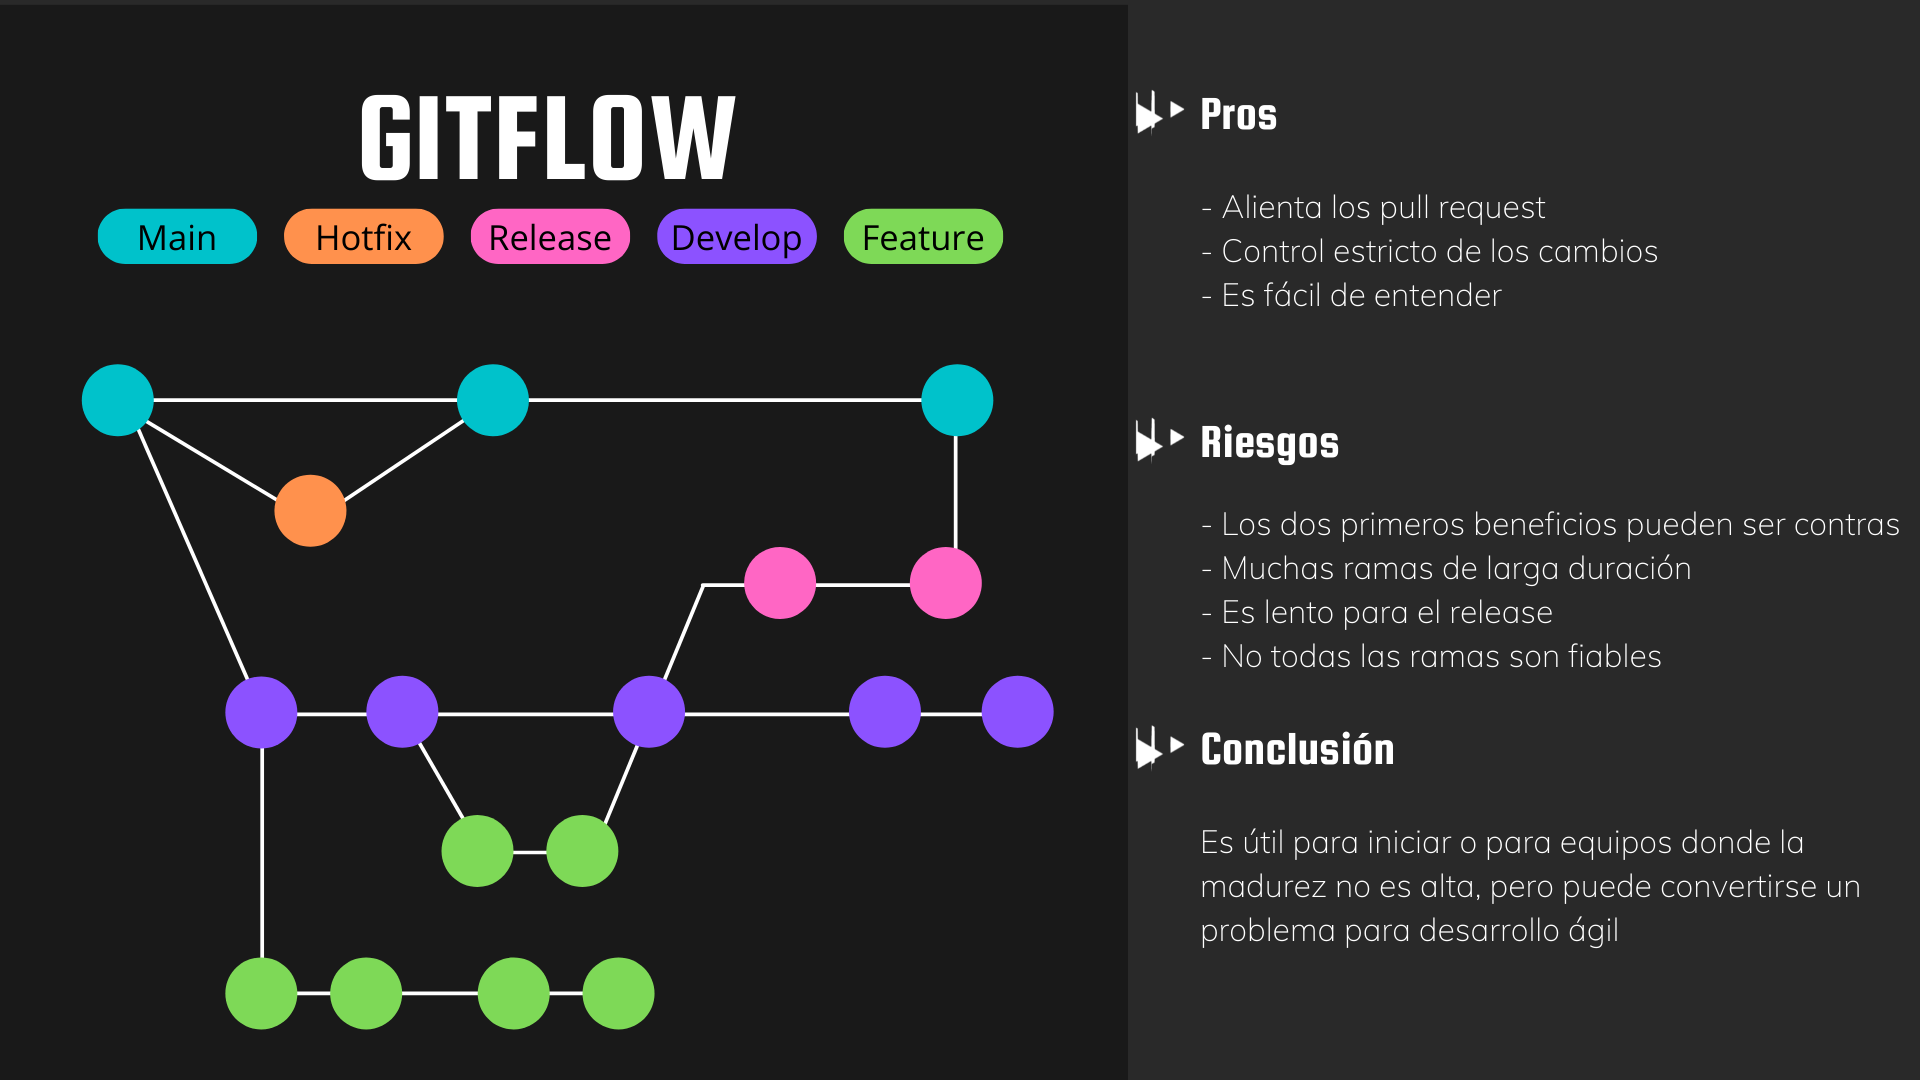 GITFLOW
Main Hotfix Release Develop Feature
Pros
- Alienta los pull request
- Control estricto de los cambios
- Es fácil de entender
Riesgos
- Los dos primeros beneficios pueden ser contras
- Muchas ramas de larga duración
- Es lento para el release
- No todas las ramas son fiables
Conclusión
Es útil para iniciar o para equipos donde la
madurez no es alta, pero puede convertirse un
problema para desarrollo ágil